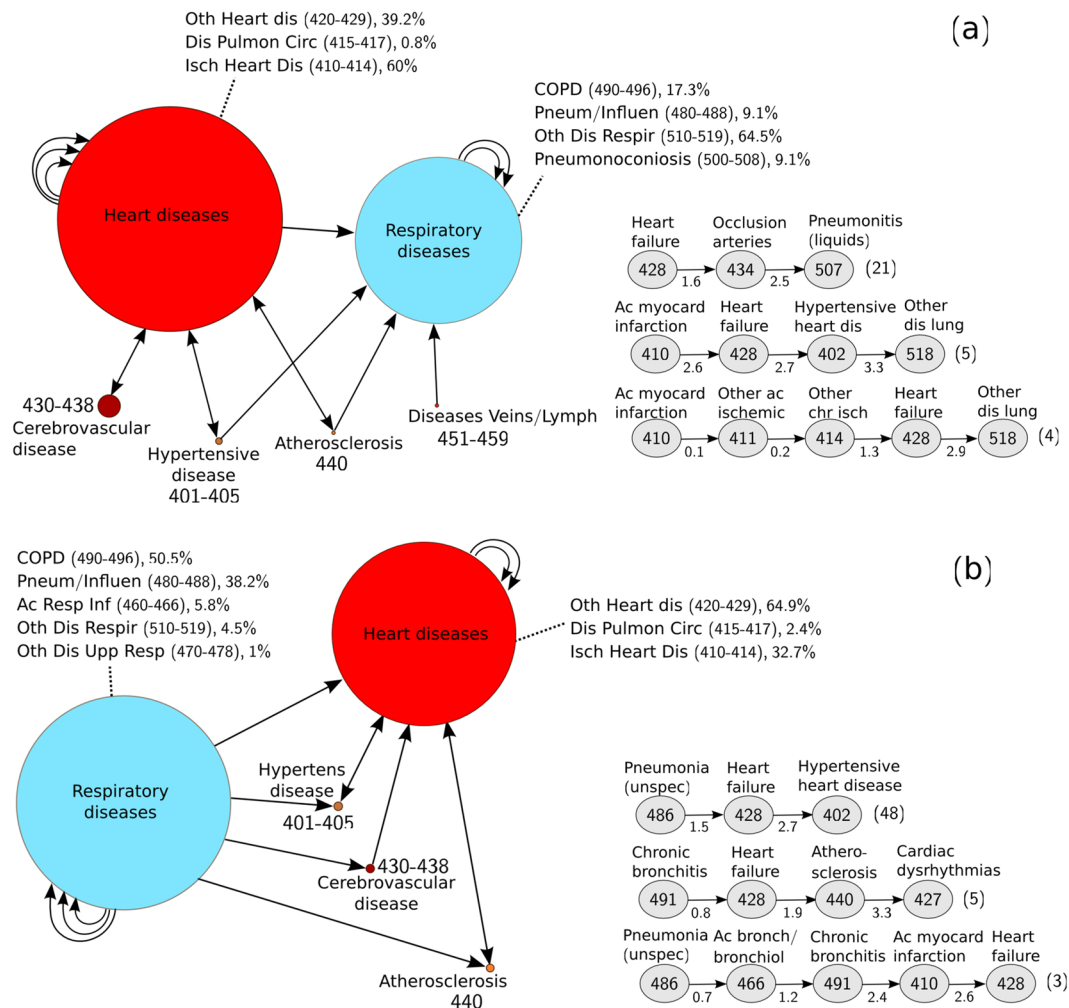 (a)
Oth Heart dis (420-429), 39.2%
Dis Pulmon Circ (415-417), 0.8%
Isch Heart Dis (410-414), 60%
COPD (490-496), 17.3%
Pneum/Influen (480-488), 9.1%
Oth Dis Respir (510-519), 64.5%
Pneumonoconiosis (500-508), 9.1%
Heart diseases
Respiratory
diseases
430-438
Cerebrovascular
disease
Hypertensive
disease
401-405
Atherosclerosis
440
Diseases Veins/Lymph
451-459
Heart
failure
Occlusion
arteries
Pneumonitis
(liquids)
428
434
507
(21)
1.6
2.5
Ac myocard
infarction
Heart
failure
Hypertensive
heart dis
Other
dis lung
410
428
402
518
(5)
2.6
2.7
3.3
Ac myocard
infarction
Other ac
ischemic
Other
chr isch
Heart
failure
Other
dis lung
410
411
414
428
518
(4)
0.1
0.2
1.3
2.9
(b)
COPD (490-496), 50.5%
Pneum/Influen (480-488), 38.2%
Ac Resp Inf (460-466), 5.8%
Oth Dis Respir (510-519), 4.5%
Oth Dis Upp Resp (470-478), 1%
Heart diseases
Oth Heart dis (420-429), 64.9%
Dis Pulmon Circ (415-417), 2.4%
Isch Heart Dis (410-414), 32.7%
Respiratory
diseases
Hypertens
disease
401-405
430-438
Cerebrovascular
disease
Atherosclerosis
440
Pneumonia
(unspec)
Heart
failure
Hypertensive
heart disease
486
428
402
(48)
1.5
2.7
Chronic
bronchitis
Heart
failure
Athero-
sclerosis
Cardiac
dysrhythmias
491
428
440
427
(5)
0.8
1.9
3.3
Pneumonia
(unspec)
Ac bronch/
bronchiol
Chronic
bronchitis
Ac myocard
infarction
Heart
failure
486
466
491
410
428
(3)
0.7
1.2
2.4
2.6